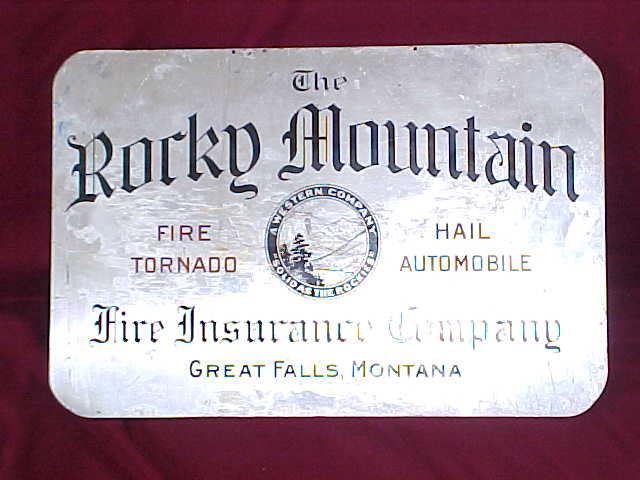 The
Rocky Mountain
A WESTERN COMPANY
"SOLID AS THE ROCKIES"
FIRE HAIL
TORNADO AUTOMOBILE
Fire Insurance Company
GREAT FALLS, MONTANA